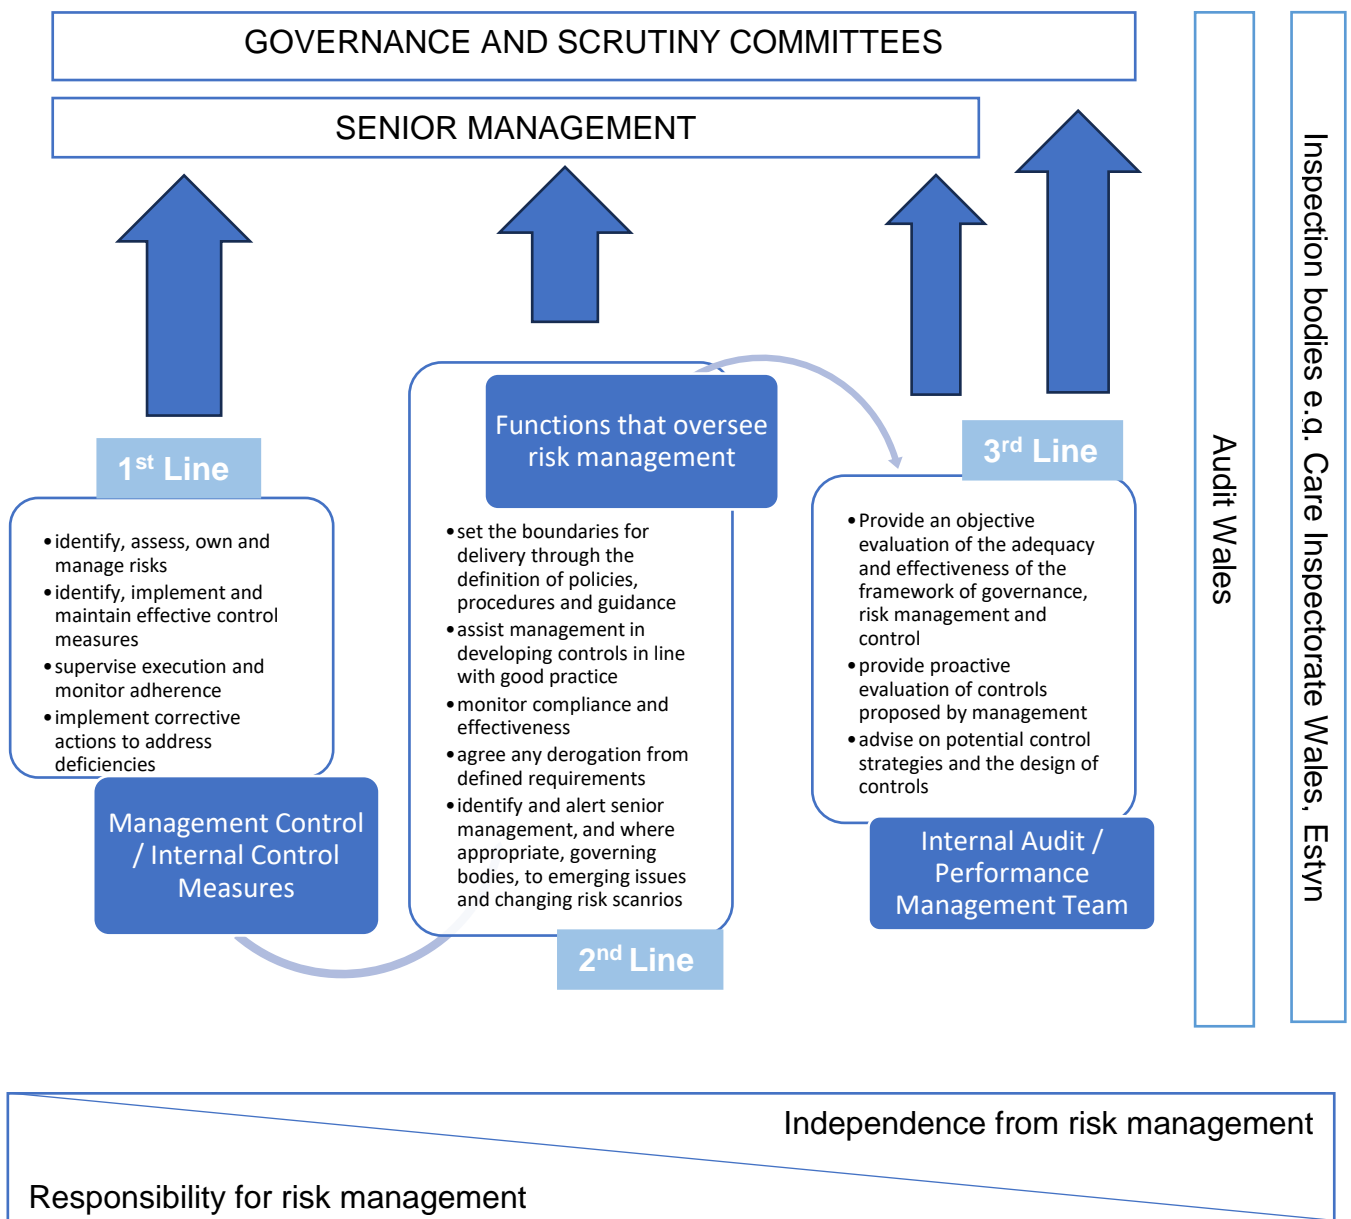 GOVERNANCE AND SCRUTINY COMMITTEES
SENIOR MANAGEMENT
1st Line
•identify, assess, own and
manage risks
•identify, implement and
maintain effective control
measures
•supervise execution and
monitor adherence
•implement corrective
actions to address
deficiencies
Management Control
/ Internal Control
Measures
Functions that oversee
risk management
•set the boundaries for
delivery through the
definition of policies,
procedures and guidance
•assist management in
developing controls in line
with good practice
•monitor compliance and
effectiveness
•agree any derogation from
defined requirements
•identify and alert senior
management, and where
appropriate, governing
bodies, to emerging issues
and changing risk scanrios
2nd Line
3rd Line
•Provide an objective
evaluation of the adequacy
and effectiveness of the
framework of governance,
risk management and
control
•provide proactive
evaluation of controls
proposed by management
•advise on potential control
strategies and the design of
controls
Internal Audit /
Performance
Management Team
Audit Wales
Inspection bodies e.g. Care Inspectorate Wales, Estyn
Independence from risk management
Responsibility for risk management